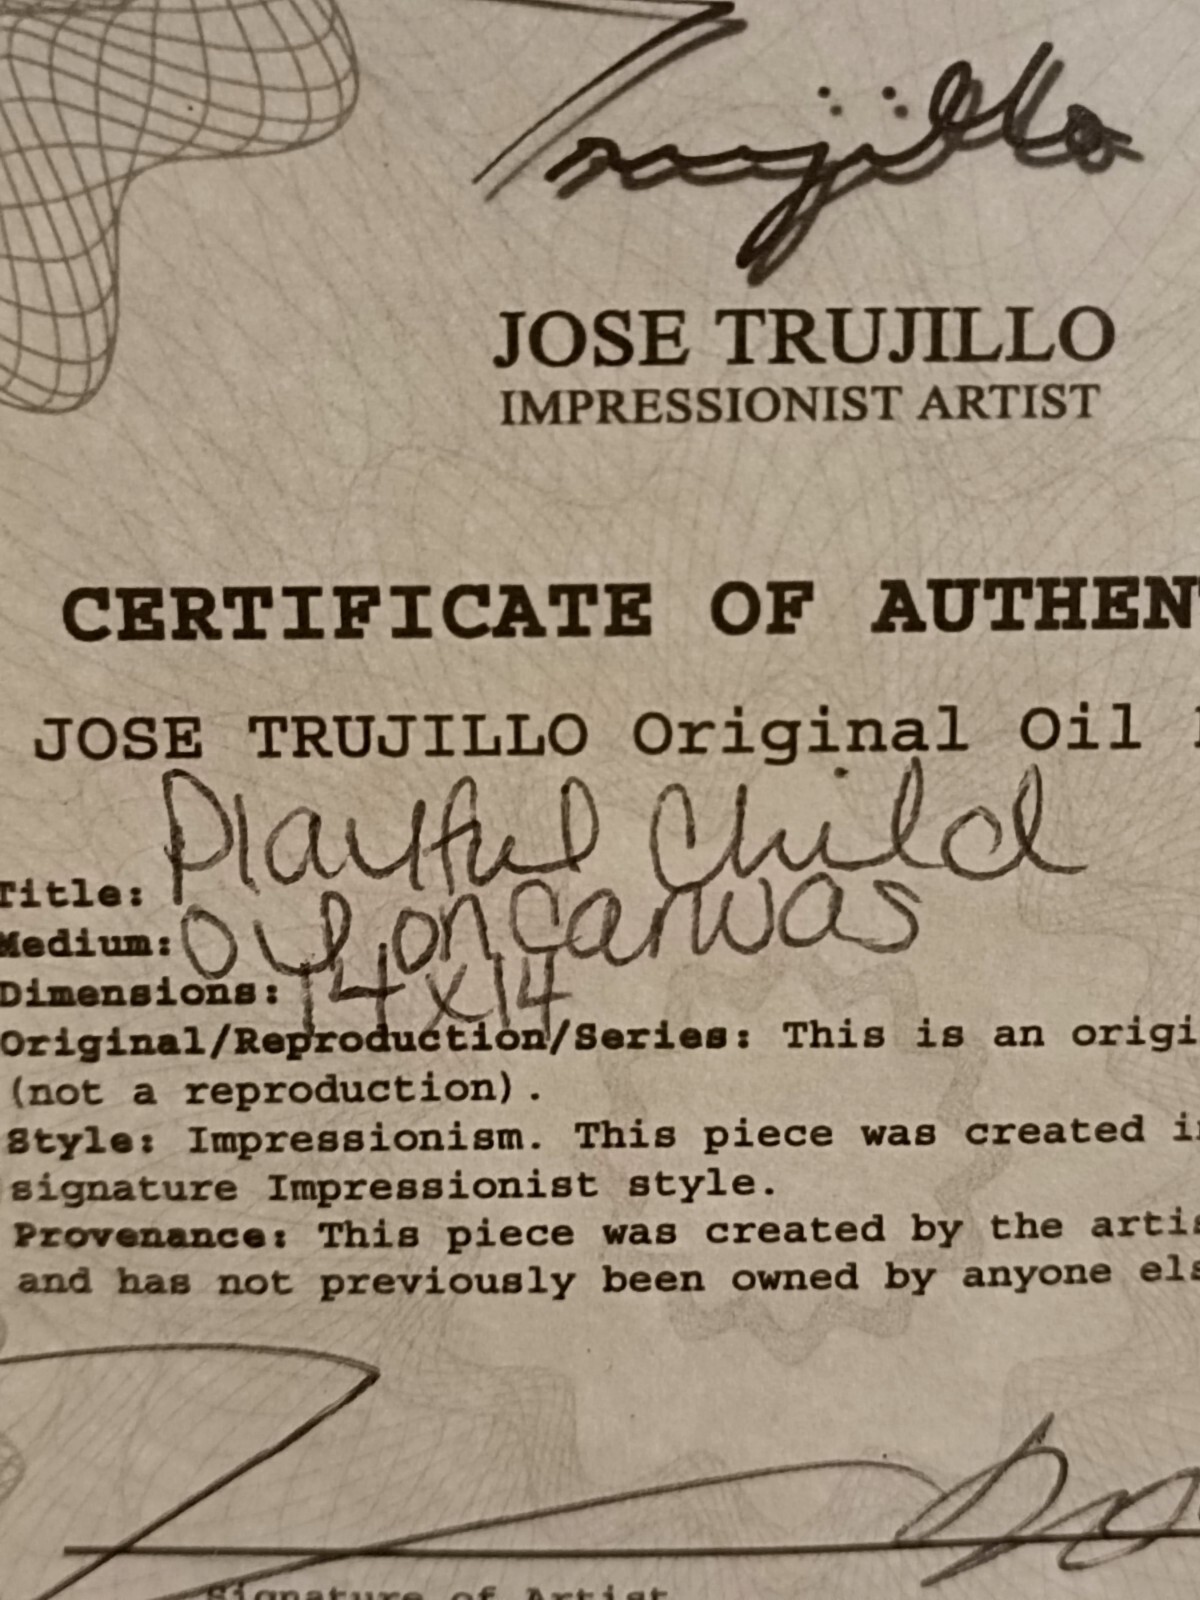 Trujillo
JOSE TRUJILLO
IMPRESSIONIST ARTIST
CERTIFICATE OF AUTHEN
JOSE TRUJILLO Original Oil
Title: Playful Child
Medium: Oil on Canvas
Dimensions: 14x14
Original/Reproduction/Series: This is an origi
(not a reproduction).
Style: Impressionism. This piece was created i
signature Impressionist style.
Provenance: This piece was created by the artis
and has not previously been owned by anyone els
Signature of Artist